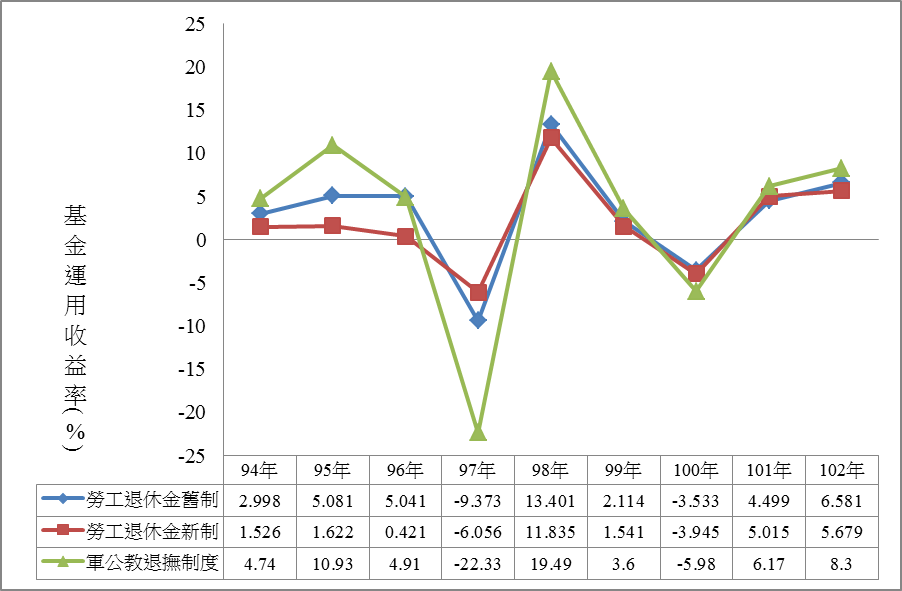 25
20
15
10
5
0
-5
-10
-15
-20
-25
基金運用收益率(%)
94年 95年 96年 97年 98年 99年 100年 101年 102年
勞工退休金舊制 2.998 5.081 5.041 -9.373 13.401 2.114 -3.533 4.499 6.581
勞工退休金新制 1.526 1.622 0.421 -6.056 11.835 1.541 -3.945 5.015 5.679
軍公教退撫制度 4.74 10.93 4.91 -22.33 19.49 3.6 -5.98 6.17 8.3